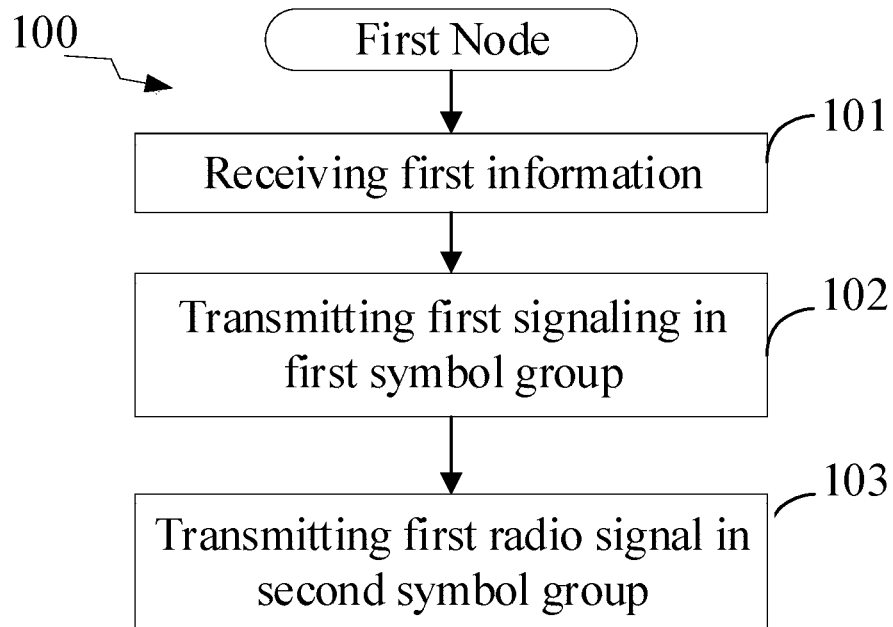 100
First Node
101
Receiving first information
102
Transmitting first signaling in
first symbol group
103
Transmitting first radio signal in
second symbol group